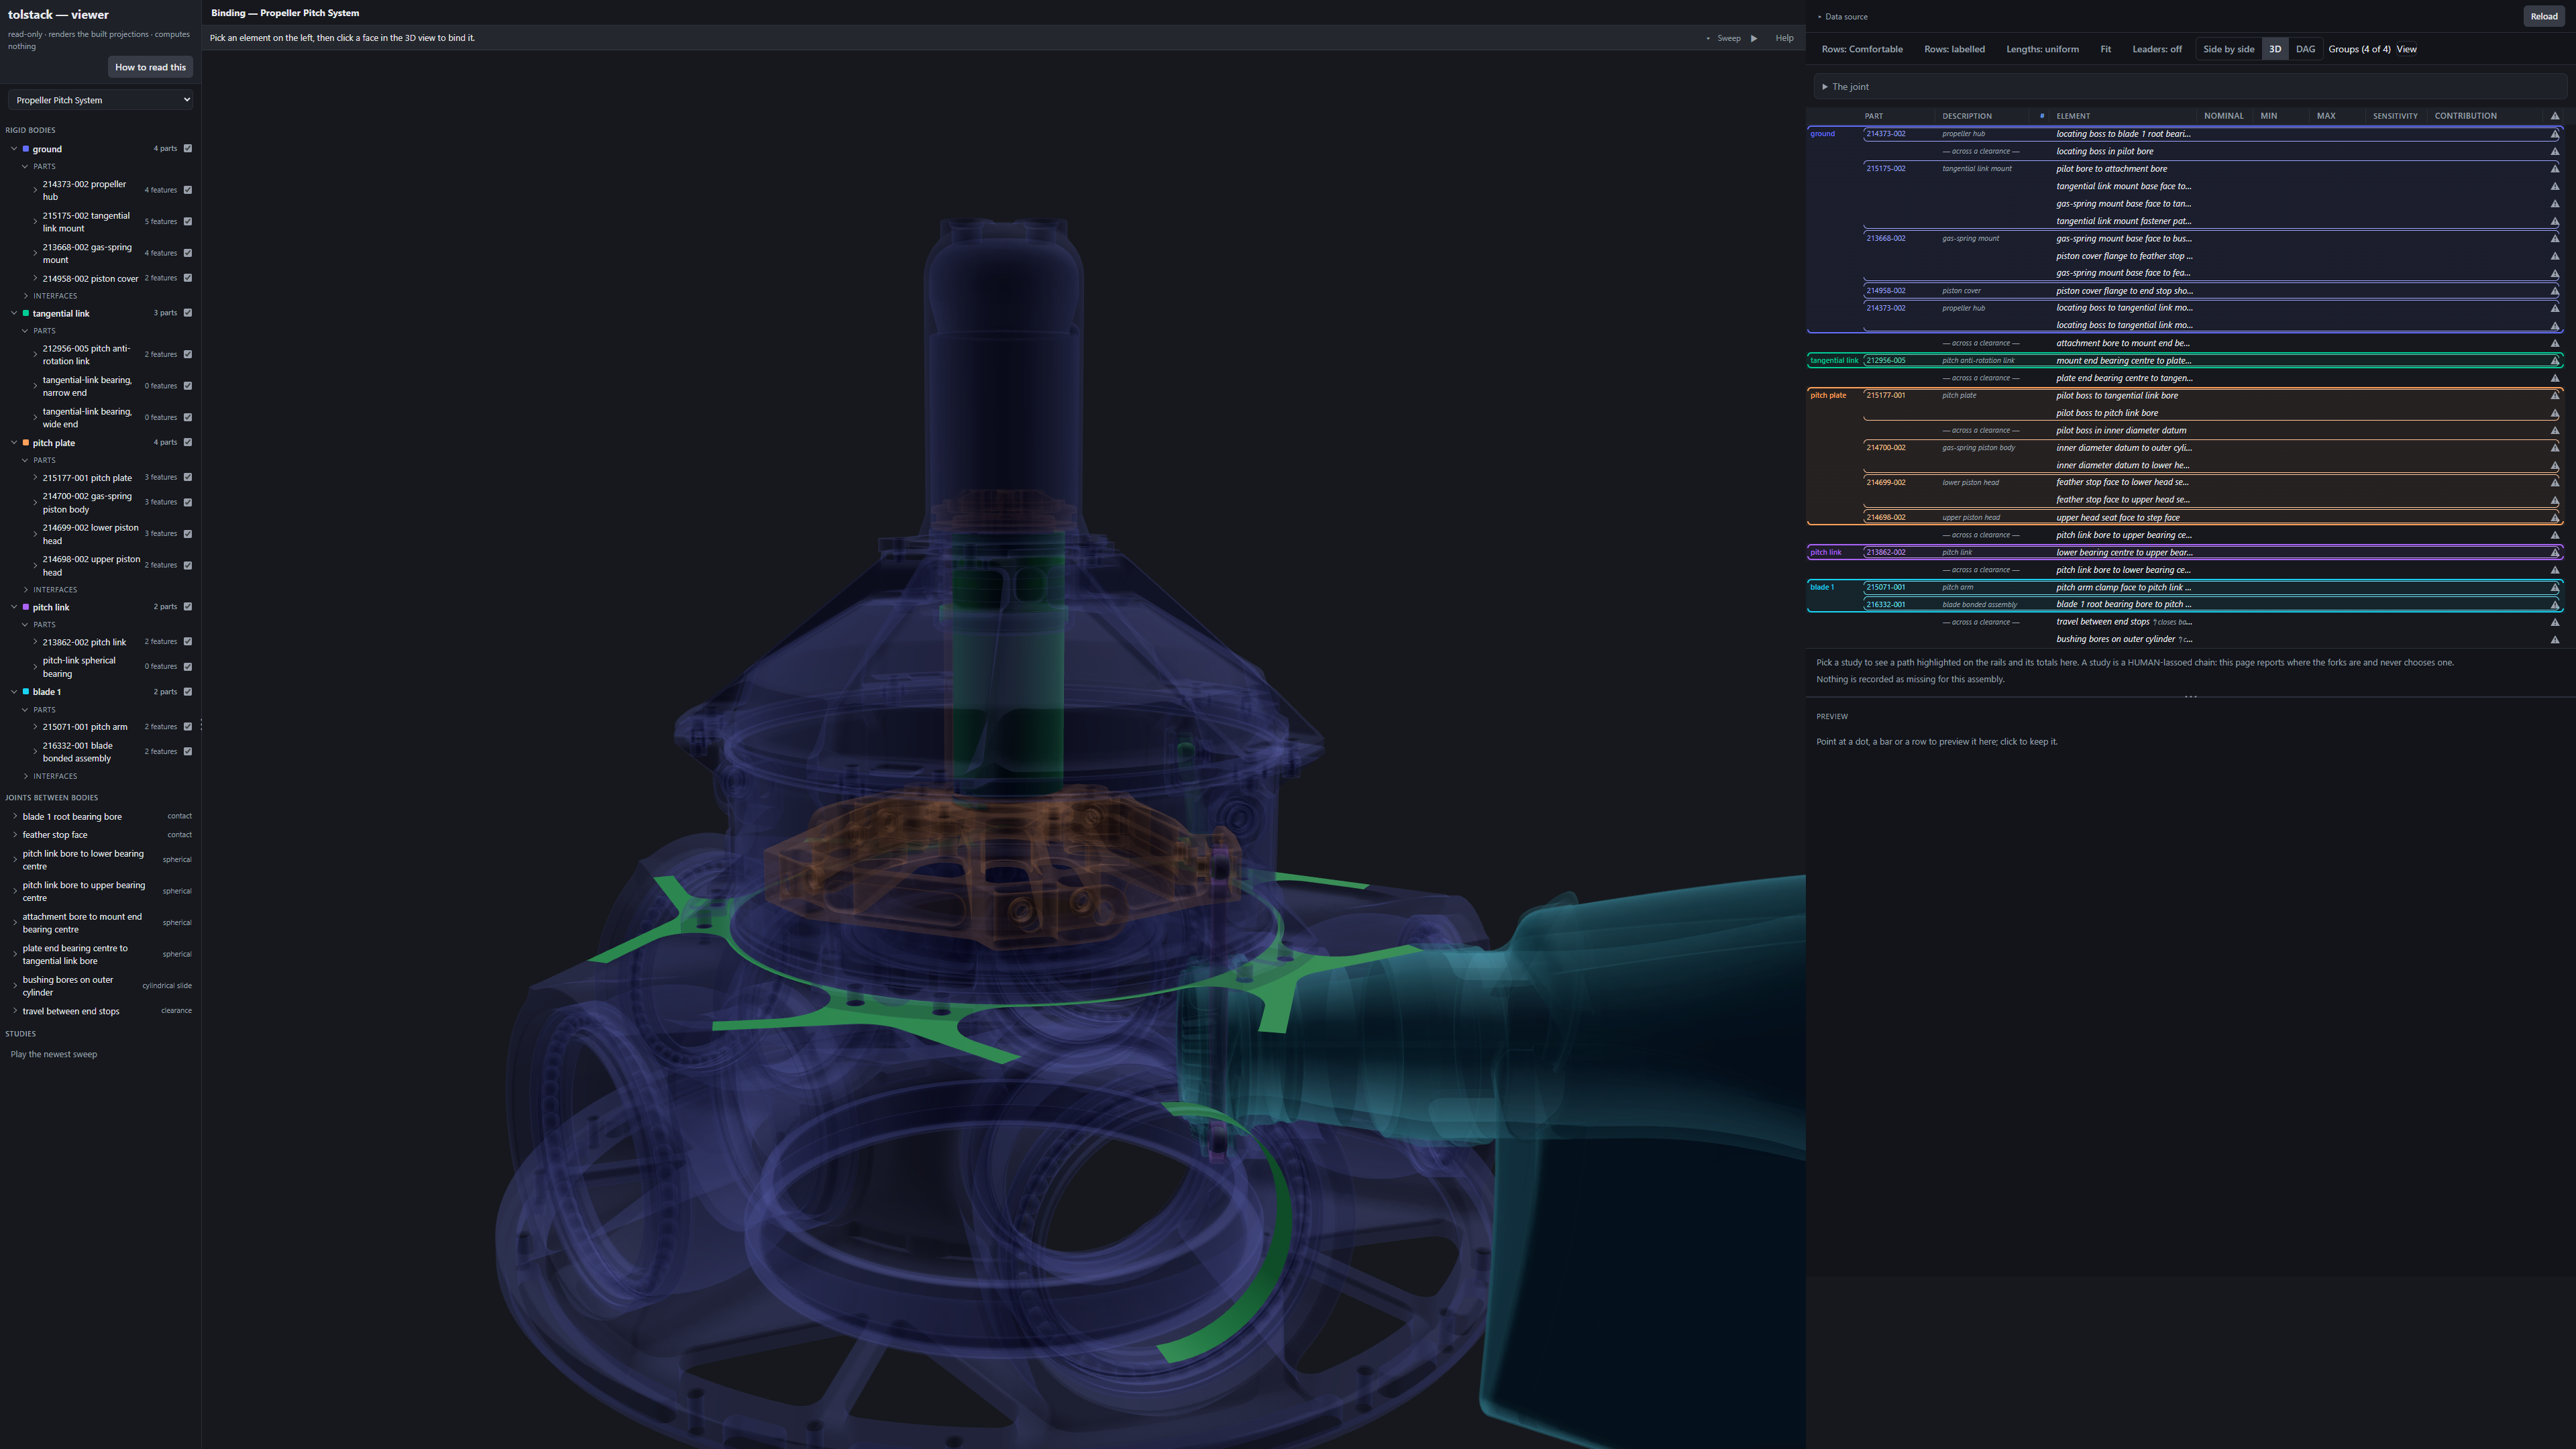 tolstack — viewer
read-only · renders the built projections · computes
nothing
How to read this
Propeller Pitch System
RIGID BODIES
ground 4 parts
PARTS
214373-002 propeller
hub
4 features
215175-002 tangential
link mount
5 features
213668-002 gas-spring
mount
4 features
214958-002 piston cover 2 features
INTERFACES
tangential link 3 parts
PARTS
212956-005 pitch anti-
rotation link
2 features
tangential-link bearing,
narrow end
0 features
tangential-link bearing,
wide end
0 features
pitch plate 4 parts
PARTS
215177-001 pitch plate 3 features
214700-002 gas-spring
piston body
3 features
214699-002 lower piston
head
3 features
214698-002 upper piston
head
2 features
INTERFACES
pitch link 2 parts
PARTS
213862-002 pitch link 2 features
pitch-link spherical
bearing
0 features
blade 1 2 parts
PARTS
215071-001 pitch arm 2 features
216332-001 blade
bonded assembly
2 features
INTERFACES
JOINTS BETWEEN BODIES
blade 1 root bearing bore contact
feather stop face contact
pitch link bore to lower bearing
centre
spherical
pitch link bore to upper bearing
centre
spherical
attachment bore to mount end
bearing centre
spherical
plate end bearing centre to
tangential link bore
spherical
bushing bores on outer
cylinder
cylindrical slide
travel between end stops clearance
STUDIES
Play the newest sweep
Binding — Propeller Pitch System
Pick an element on the left, then click a face in the 3D view to bind it.
Sweep
Help
Data source
Reload
Rows: Comfortable Rows: labelled Lengths: uniform Fit Leaders: off Side by side 3D DAG Groups (4 of 4) View
The joint
PART DESCRIPTION # ELEMENT NOMINAL MIN MAX SENSITIVITY CONTRIBUTION
ground 214373-002 propeller hub locating boss to blade 1 root beari...
— across a clearance — locating boss in pilot bore
215175-002 tangential link mount pilot bore to attachment bore
tangential link mount base face to...
gas-spring mount base face to tan...
tangential link mount fastener pat...
213668-002 gas-spring mount gas-spring mount base face to bus...
piston cover flange to feather stop ...
gas-spring mount base face to fea...
214958-002 piston cover piston cover flange to end stop sho...
214373-002 propeller hub locating boss to tangential link mo...
locating boss to tangential link mo...
— across a clearance — attachment bore to mount end be...
tangential link 212956-005 pitch anti-rotation link mount end bearing centre to plate...
— across a clearance — plate end bearing centre to tangen...
pitch plate 215177-001 pitch plate pilot boss to tangential link bore
pilot boss to pitch link bore
— across a clearance — pilot boss in inner diameter datum
214700-002 gas-spring piston body inner diameter datum to outer cyli...
inner diameter datum to lower he...
214699-002 lower piston head feather stop face to lower head se...
feather stop face to upper head se...
214698-002 upper piston head upper head seat face to step face
— across a clearance — pitch link bore to upper bearing ce...
pitch link 213862-002 pitch link lower bearing centre to upper bear...
— across a clearance — pitch link bore to lower bearing ce...
blade 1 215071-001 pitch arm pitch arm clamp face to pitch link ...
216332-001 blade bonded assembly blade 1 root bearing bore to pitch ...
— across a clearance — travel between end stops closes ba...
bushing bores on outer cylinder
Pick a study to see a path highlighted on the rails and its totals here. A study is a HUMAN-lassoed chain: this page reports where the forks are and never chooses one.
Nothing is recorded as missing for this assembly.
PREVIEW
Point at a dot, a bar or a row to preview it here; click to keep it.